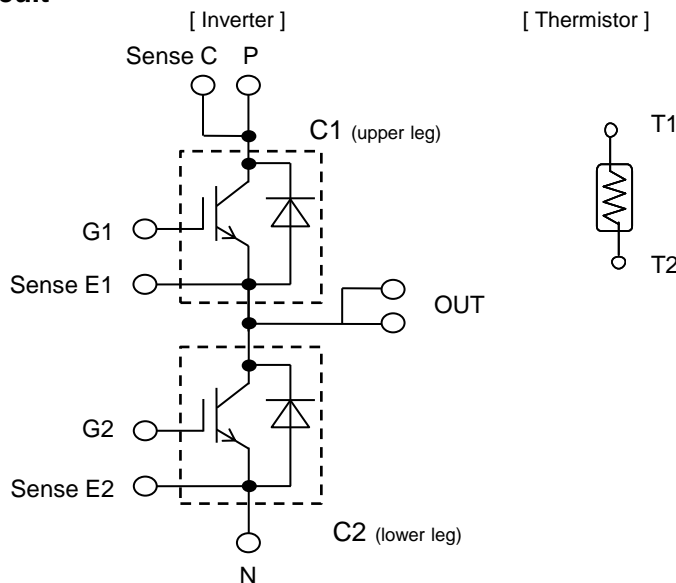 [ Inverter ]
[ Thermistor ]
Sense C P
C1 (upper leg)
T1
G1
Sense E1
T2
OUT
G2
Sense E2
C2 (lower leg)
N